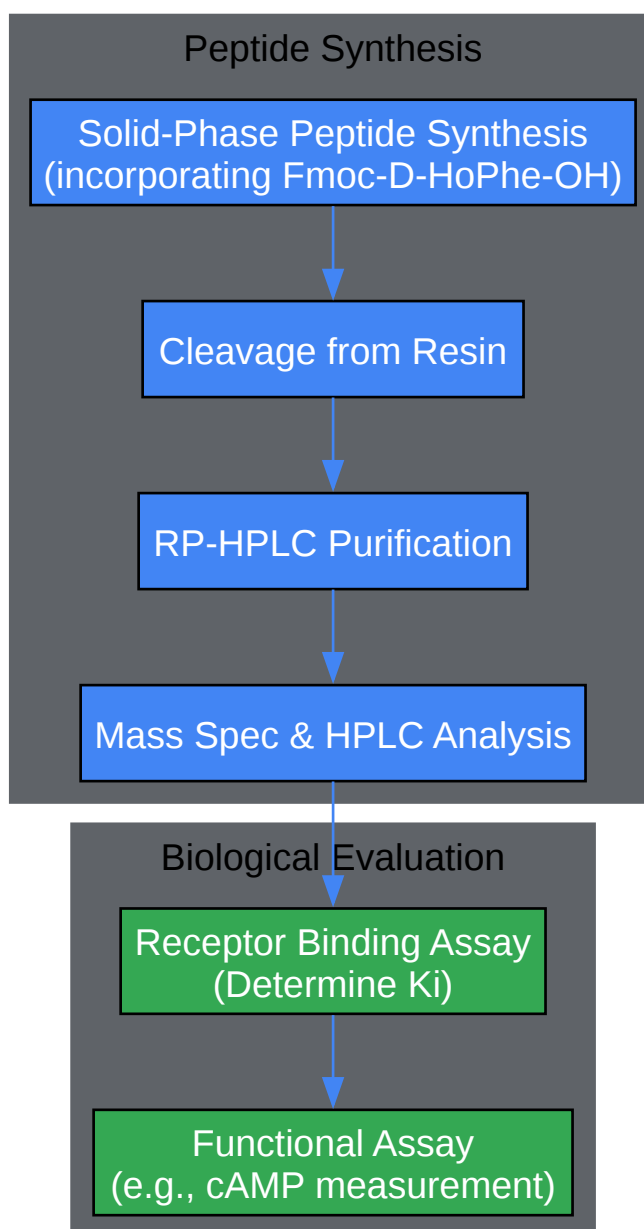 Peptide Synthesis
Solid-Phase Peptide Synthesis
(incorporating Fmoc-D-HoPhe-OH)
Cleavage from Resin
RP-HPLC Purification
Mass Spec & HPLC Analysis
Biological Evaluation
Receptor Binding Assay
(Determine Ki)
Functional Assay
(e.g., cAMP measurement)